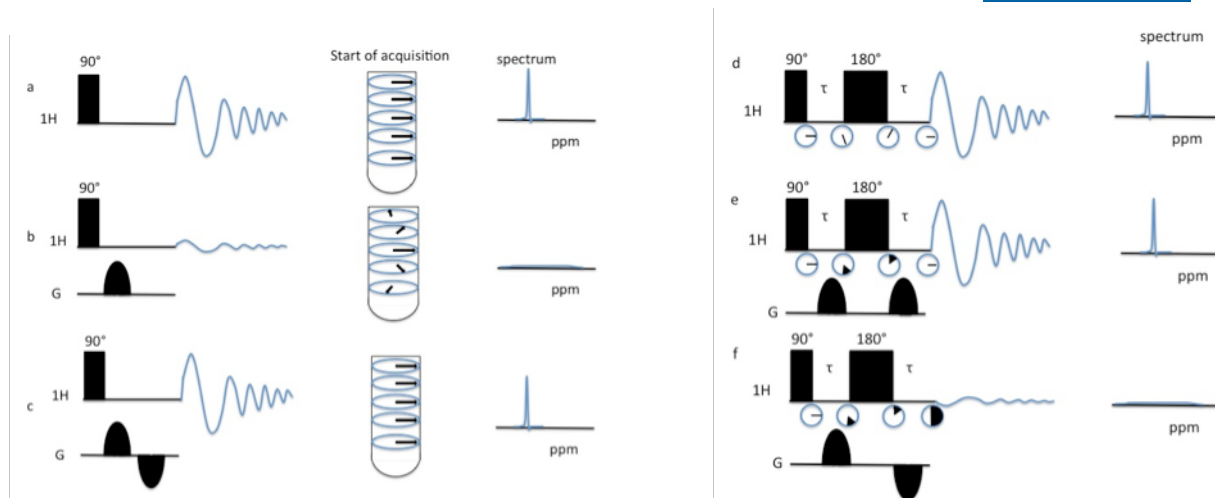 90°
Start of acquisition
spectrum
a
1H
ppm
90°
b
1H
ppm
G
90°
1H
c
ppm
G
spectrum
d
90° 180°
τ τ
1H
ppm
e
90° 180°
τ τ
1H
ppm
G
f
90° 180°
τ τ
1H
ppm
G